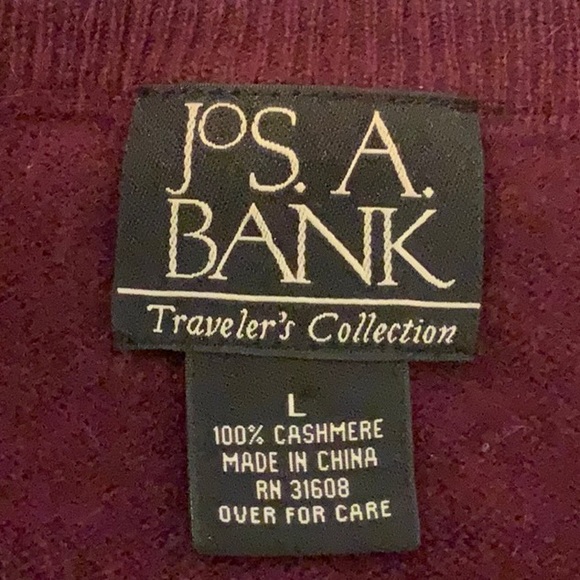 JOS. A.
BANK
Traveler's Collection
L
100% CASHMERE
MADE IN CHINA
RN 31608
OVER FOR CARE